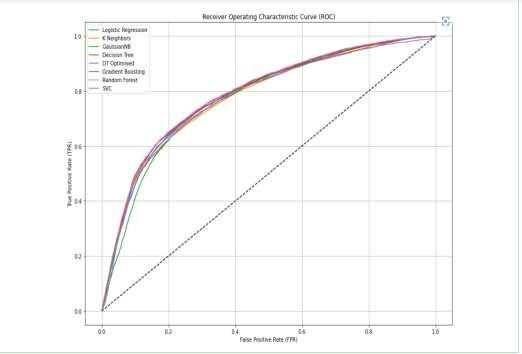 Receiver Operating Characteristic Curve (ROC)
Logistic Regression
K Neighbors
GaussianNB
Decision Tree
DT Optimised
Gradient Boosting
Random Forest
SVC
True Positive Rate (TPR)
1.0
0.8
0.6
0.4
0.2
0.0
0.0 0.2 0.4 0.6 0.8 1.0
False Positive Rate (FPR)